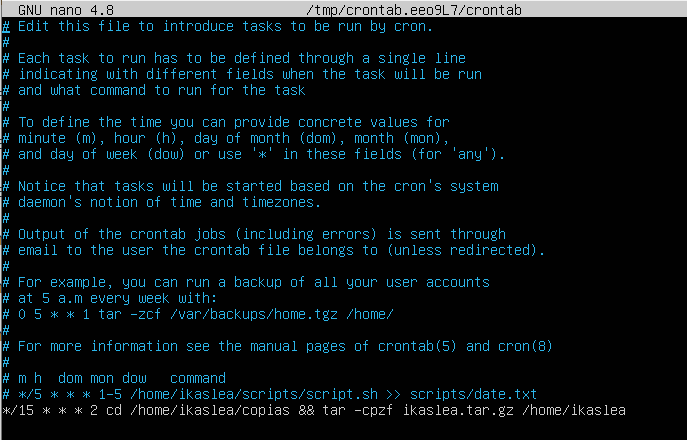 GNU nano 4.8 /tmp/crontab.eeo9L7/crontab
# Edit this file to introduce tasks to be run by cron.
#
# Each task to run has to be defined through a single line
# indicating with different fields when the task will be run
# and what command to run for the task
#
# To define the time you can provide concrete values for
# minute (m), hour (h), day of month (dom), month (mon),
# and day of week (dow) or use '*' in these fields (for 'any').
#
# Notice that tasks will be started based on the cron's system
# daemon's notion of time and timezones.
#
# Output of the crontab jobs (including errors) is sent through
# email to the user the crontab file belongs to (unless redirected).
#
# For example, you can run a backup of all your user accounts
# at 5 a.m every week with:
# 0 5 * * 1 tar -zcf /var/backups/home.tgz /home/
#
# For more information see the manual pages of crontab(5) and cron(8)
#
# m h  dom mon dow   command
# */5 * * * 1-5 /home/ikaslea/scripts/script.sh >> scripts/date.txt
*/15 * * * 2 cd /home/ikaslea/copias && tar -cpzf ikaslea.tar.gz /home/ikaslea